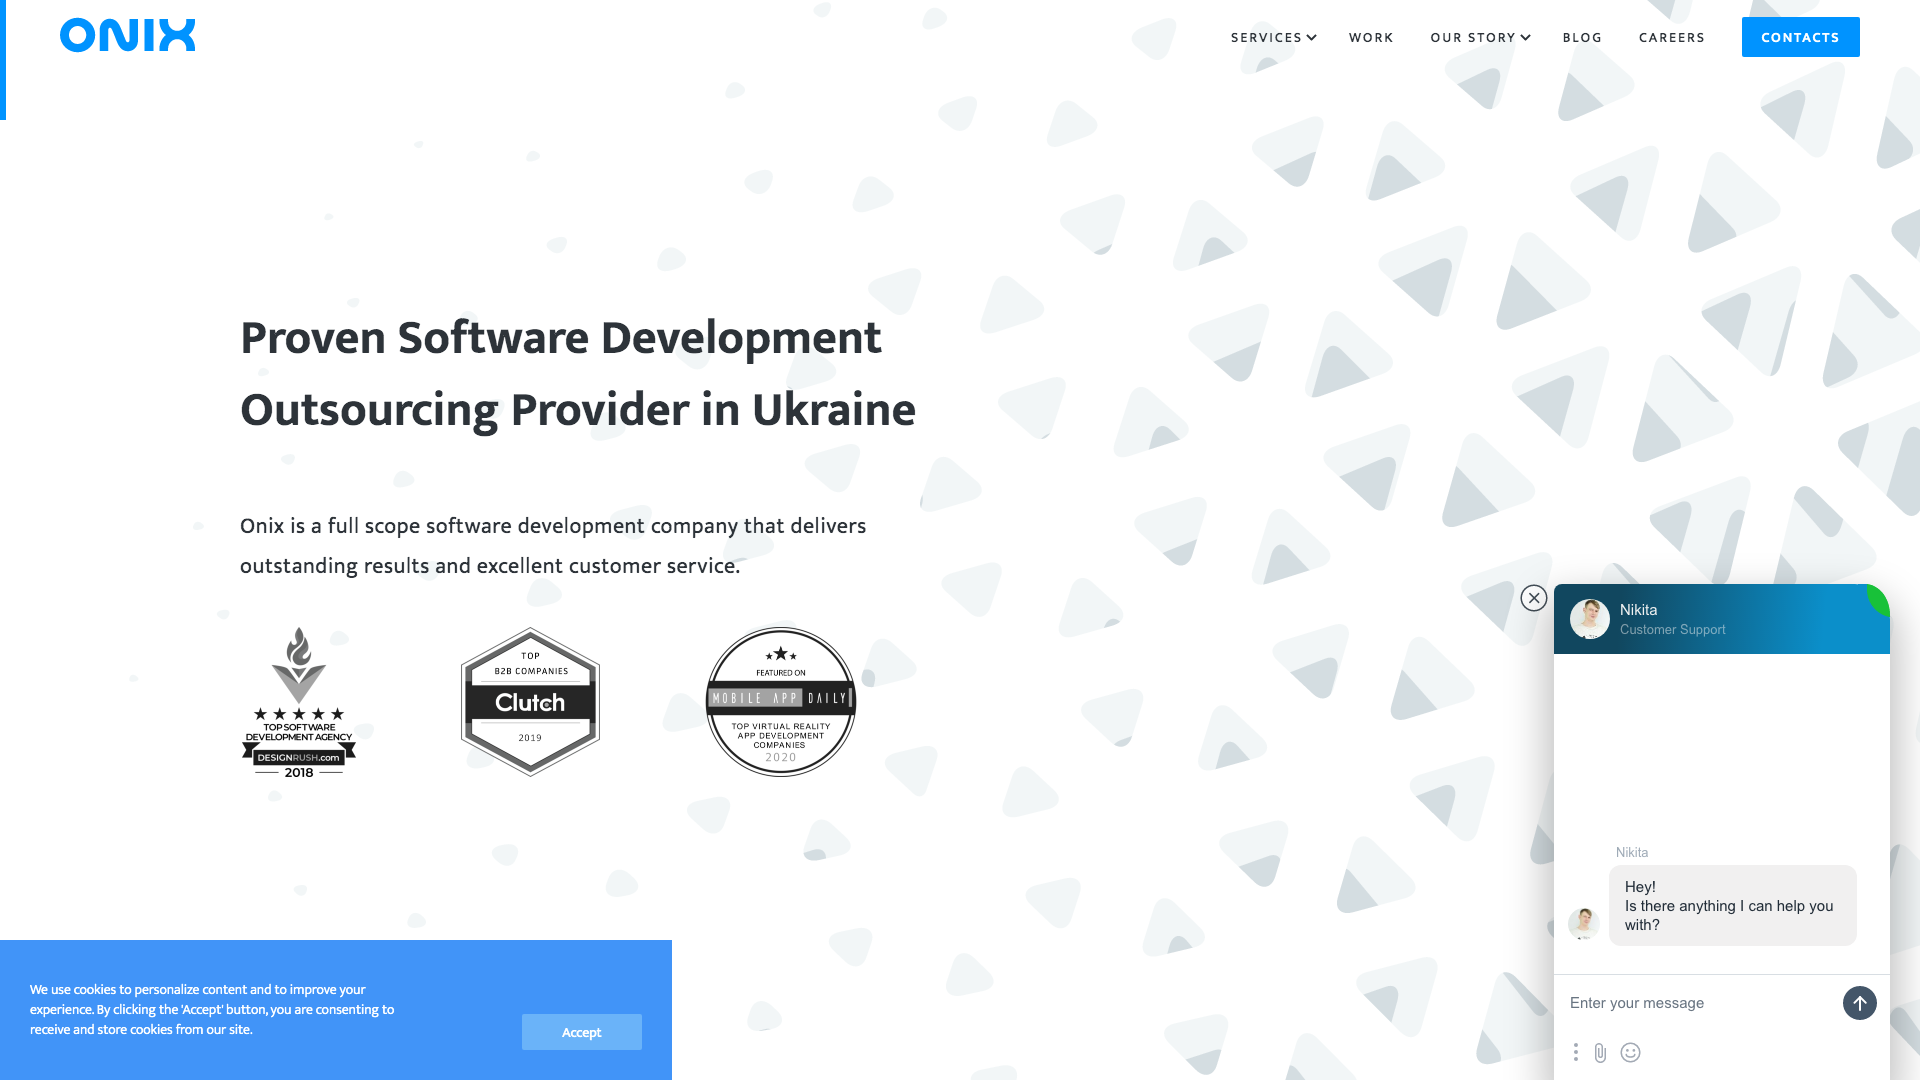 ONIX
SERVICES
WORK
OUR STORY
BLOG
CAREERS
CONTACTS
Proven Software Development
Outsourcing Provider in Ukraine
Onix is a full scope software development company that delivers
outstanding results and excellent customer service.
TOP SOFTWARE
DEVELOPMENT AGENCY
DESIGNRUSH.com
2018
TOP
B2B COMPANIES
Clutch
2019
FEATURED ON
MOBILE APP DAILY
TOP VIRTUAL REALITY
APP DEVELOPMENT
COMPANIES
2020
Nikita
Customer Support
Nikita
Hey!
Is there anything I can help you
with?
Enter your message
We use cookies to personalize content and to improve your
experience. By clicking the 'Accept' button, you are consenting to
receive and store cookies from our site.
Accept